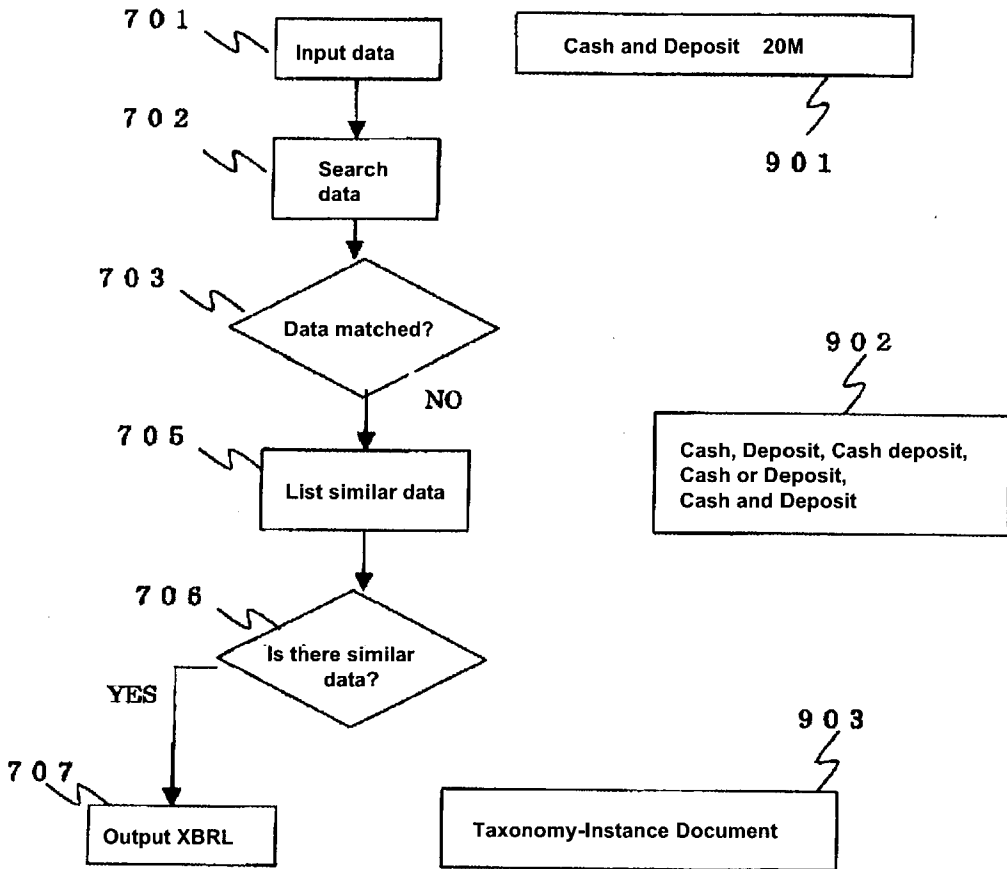 701
Input data
Cash and Deposit 20M
901
702
Search
data
703
Data matched?
NO
902
705
List similar data
Cash, Deposit, Cash deposit,
Cash or Deposit,
Cash and Deposit
706
Is there similar
data?
YES
903
707
Output XBRL
Taxonomy-Instance Document